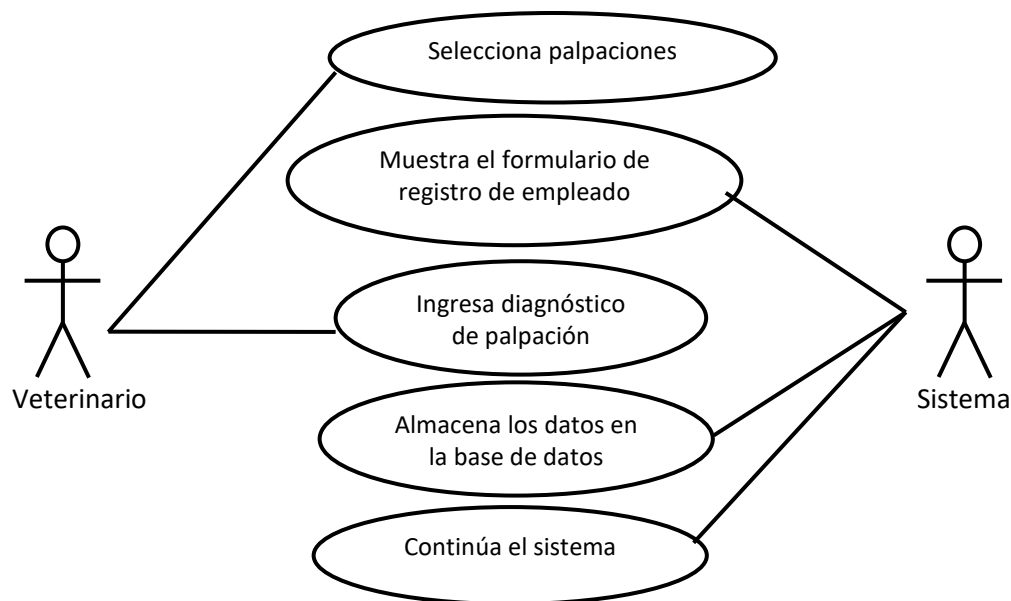 Selecciona palpaciones
Muestra el formulario de
registro de empleado
Ingresa diagnóstico
de palpación
Veterinario
Sistema
Almacena los datos en
la base de datos
Continúa el sistema